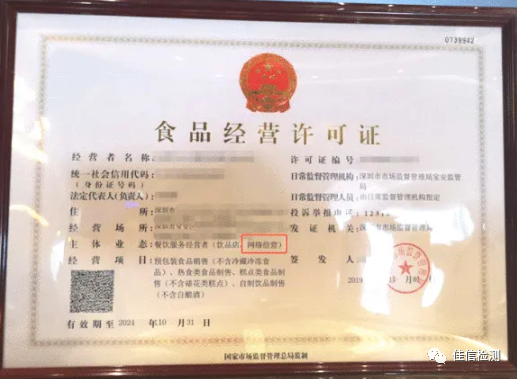 0739942
食品经营许可证
经营者名称
统一社会信用代码
(身份证号码)
法定代表人(负责人)
住 所 深圳市
经营场所
主体业态 餐饮服务经营者(饮品店,网络经营)
经营项目 预包装食品销售(不含冷藏冷冻食
品)、热食类食品制售、糕点类食品制
售(不含裱花类糕点)、自制饮品制售
(不含自酿酒)
有效期至 2024 年 10 月 31 日
许可证编号
日常监督管理机构 深圳市市场监督管理局宝安监管
局
日常监督管理人员 由日常监督管理机构指定
投诉举报电话
发证机关 深圳市市场监督管理局
签发人
2019
国家市场监督管理总局监制
佳信检测